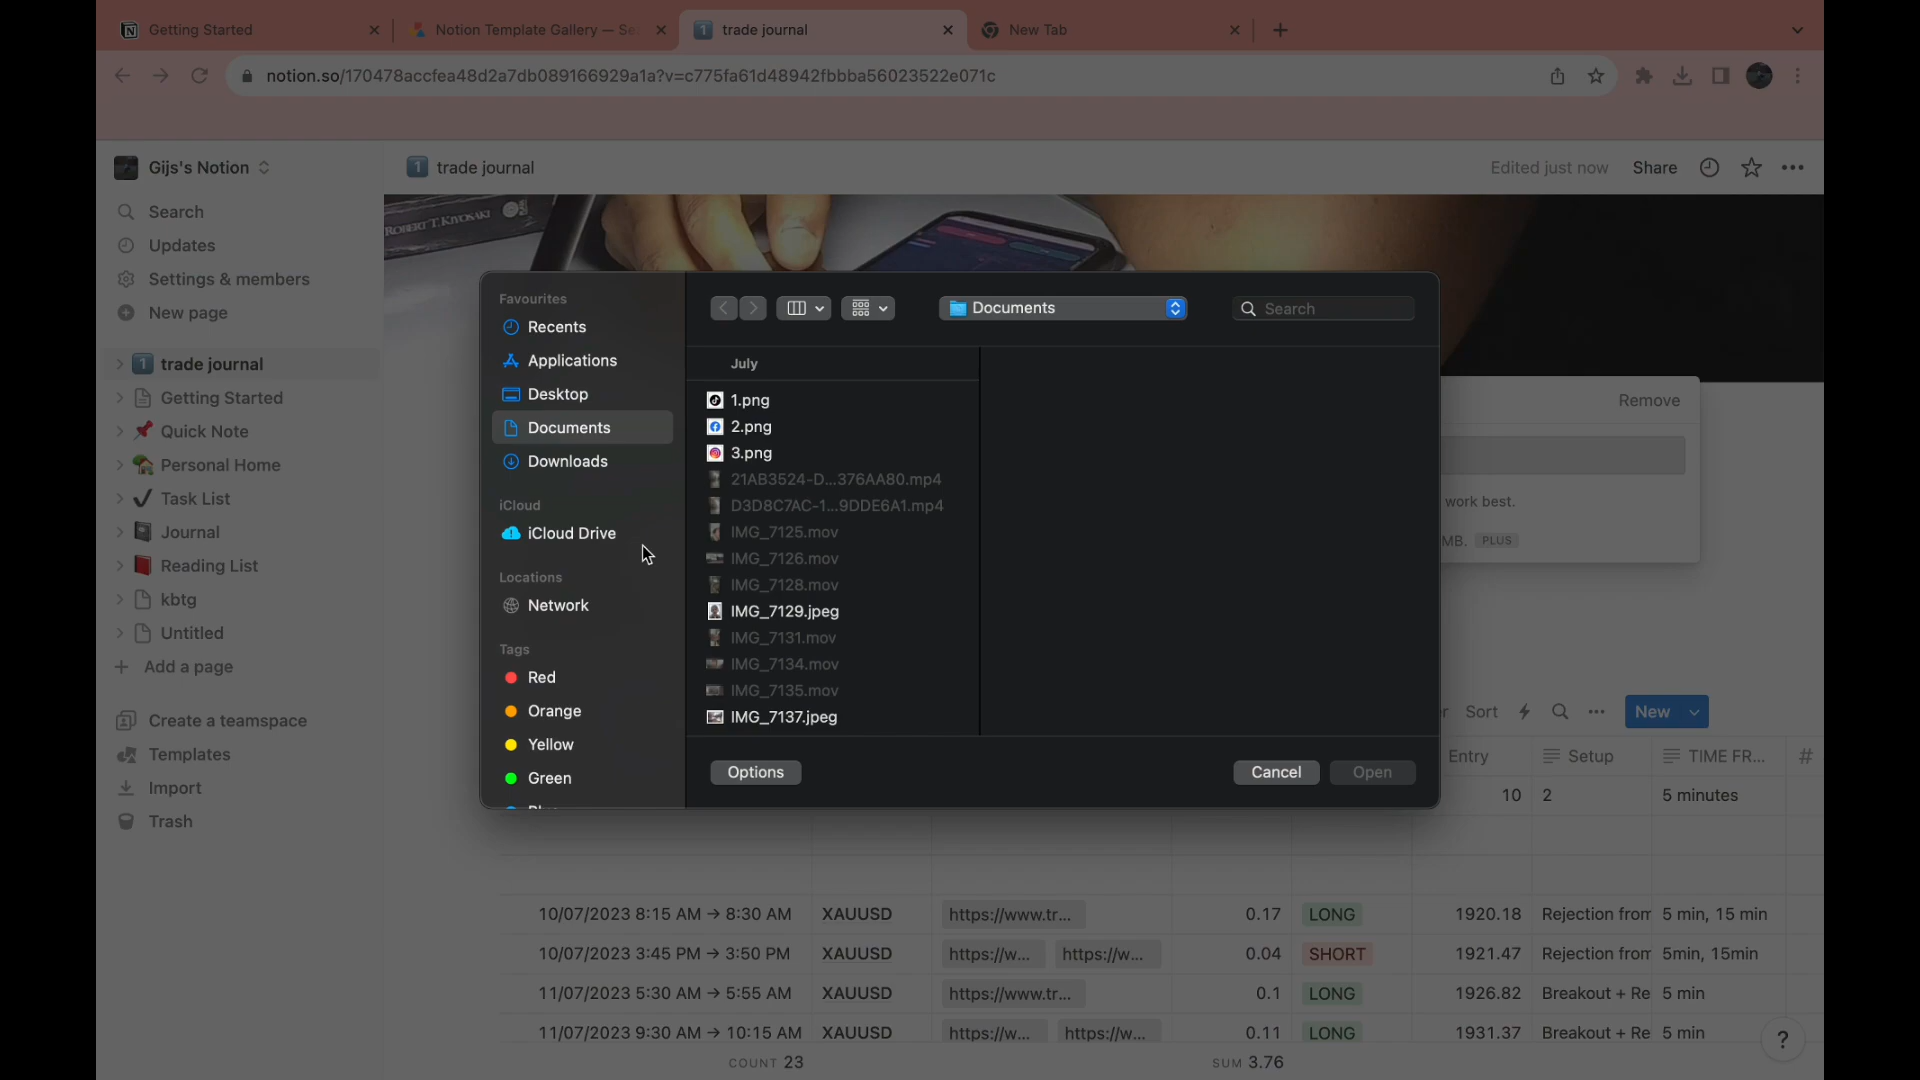 Getting Started
Notion Template Gallery — Se
trade journal
New Tab
notion.so/170478accfea48d2a7db089166929a1a?v=c775fa61d48942fbbba56023522e071c
Gijs's Notion
trade journal
Edited just now
Share
Search
Updates
Settings & members
New page
trade journal
Getting Started
Quick Note
Personal Home
Task List
Journal
Reading List
kbtg
Untitled
Add a page
Create a teamspace
Templates
Import
Trash
ROBERT T. KIYOSAKI
Favourites
Recents
Applications
Desktop
Documents
Downloads
iCloud
iCloud Drive
Locations
Network
Tags
Red
Orange
Yellow
Green
Documents
Search
July
1.png
2.png
3.png
21AB3524-D...376AA80.mp4
D3D8C7AC-1...9DDE6A1.mp4
IMG_7125.mov
IMG_7126.mov
IMG_7128.mov
IMG_7129.jpeg
IMG_7131.mov
IMG_7134.mov
IMG_7135.mov
IMG_7137.jpeg
Options
Cancel
Open
Remove
work best.
MB. PLUS
Sort
New
Entry Setup TIME FR... #
10 2 5 minutes
10/07/2023 8:15 AM → 8:30 AM XAUUSD https://www.tr... 0.17 LONG 1920.18 Rejection from 5 min, 15 min
10/07/2023 3:45 PM → 3:50 PM XAUUSD https://w... https://w... 0.04 SHORT 1921.47 Rejection from 5min, 15min
11/07/2023 5:30 AM → 5:55 AM XAUUSD https://www.tr... 0.1 LONG 1926.82 Breakout + Re 5 min
11/07/2023 9:30 AM → 10:15 AM XAUUSD https://w... https://w... 0.11 LONG 1931.37 Breakout + Re 5 min
COUNT 23
SUM 3.76
?